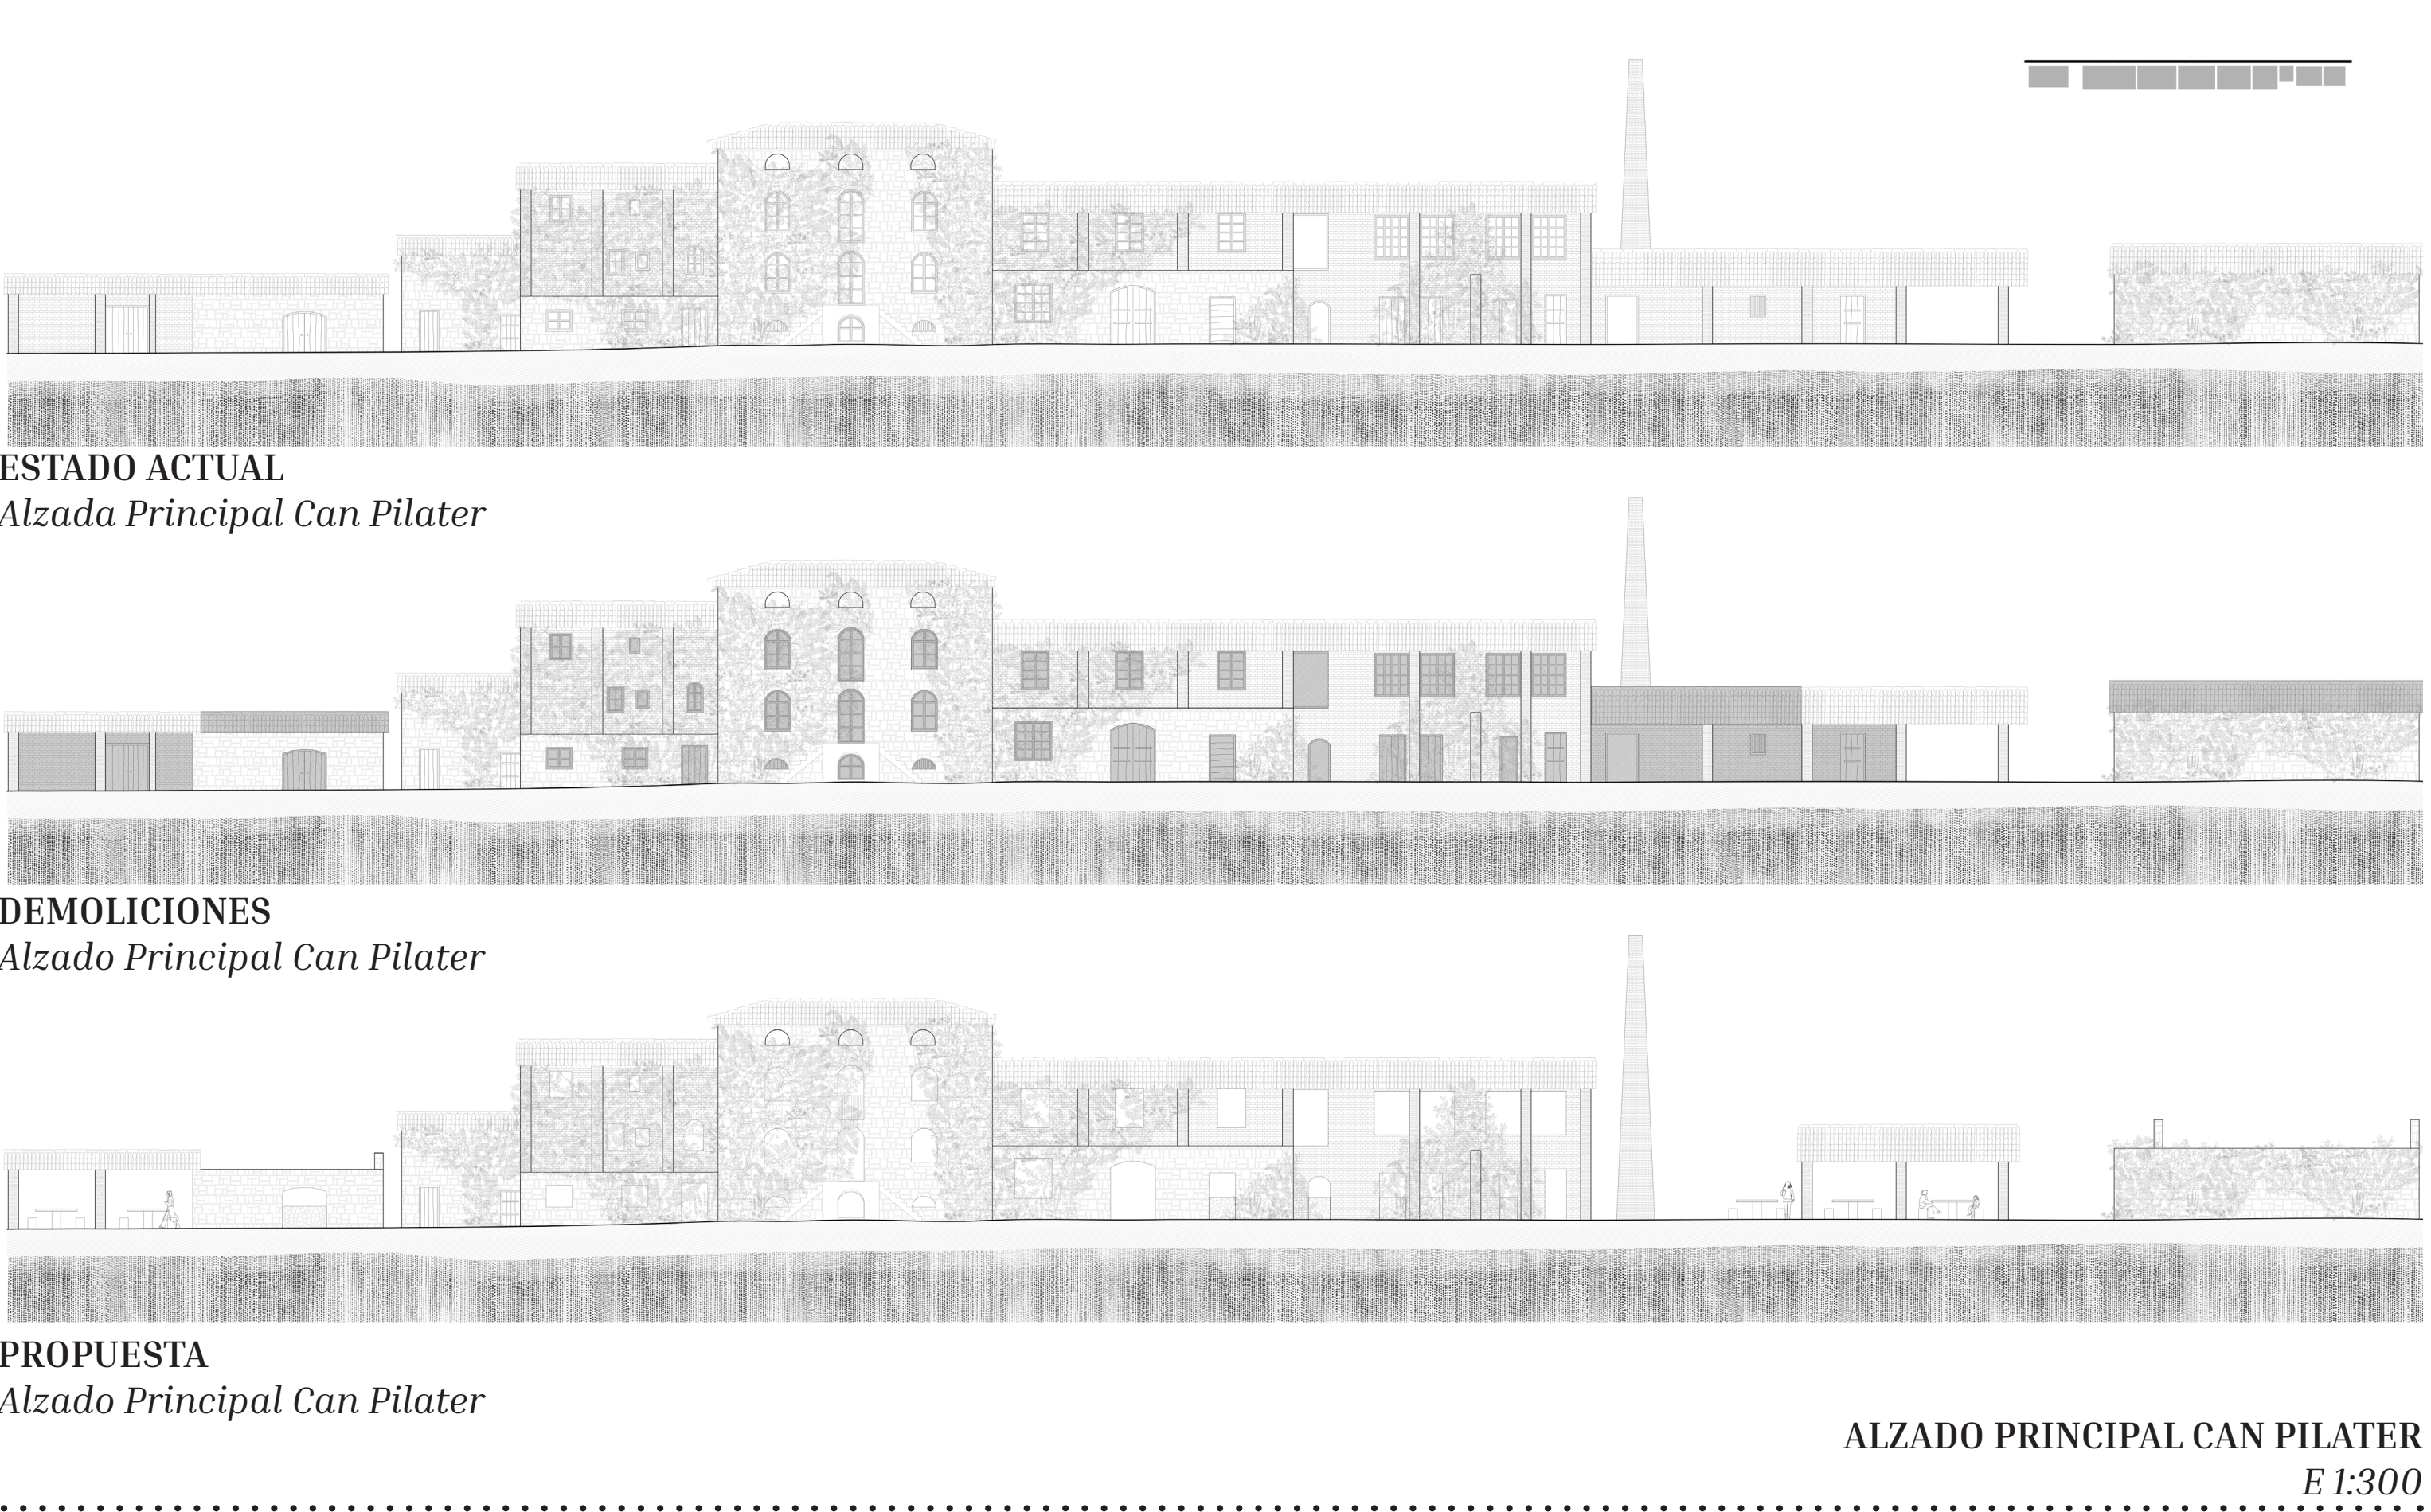 ESTADO ACTUAL
Alzada Principal Can Pilater
DEMOLICIONES
Alzado Principal Can Pilater
PROPUESTA
Alzado Principal Can Pilater
ALZADO PRINCIPAL CAN PILATER
E 1:300